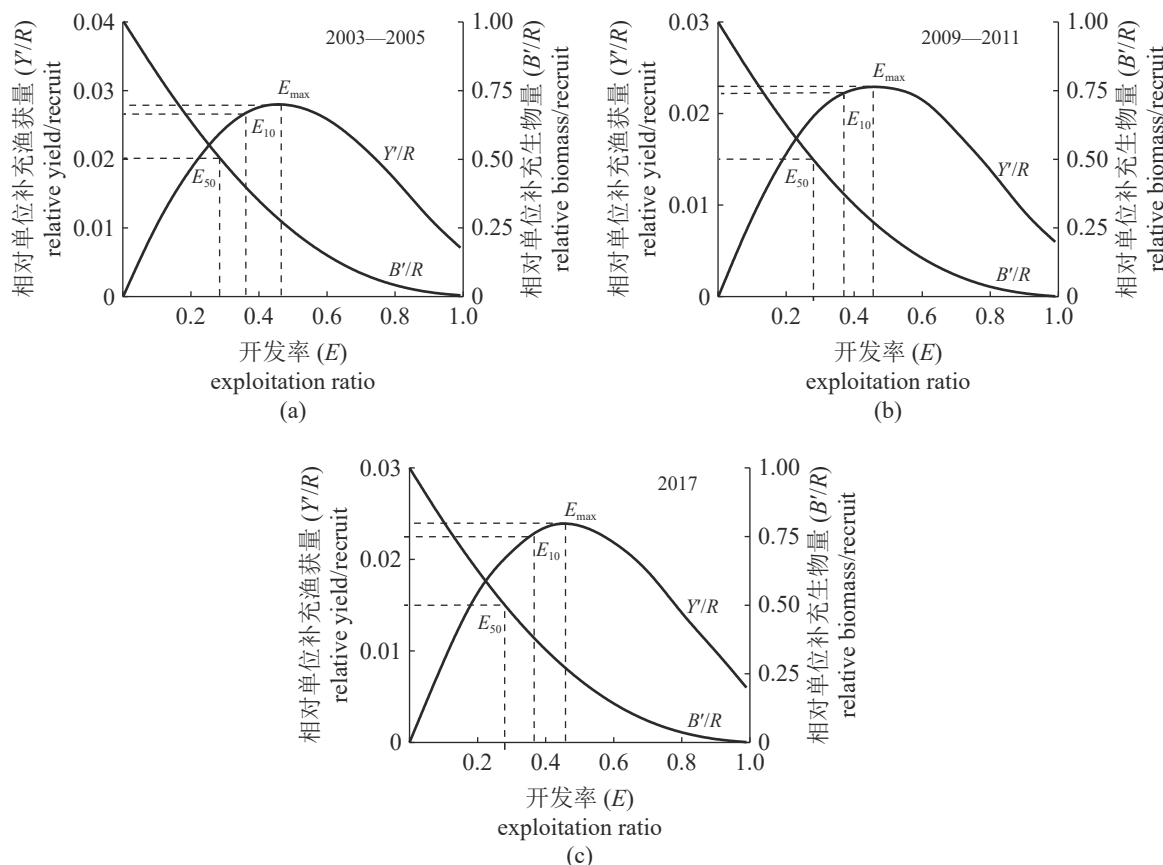 相对单位补充渔获量 (Y'/R)
relative yield/recruit
0.04
0.03
0.02
0.01
0
2003—2005
Emax
E10
E50
Y'/R
B'/R
1.00
0.75
0.50
0.25
0
相对单位补充生物量 (B'/R)
relative biomass/recruit
0.2 0.4 0.6 0.8 1.0
开发率 (E)
exploitation ratio
(a)
相对单位补充渔获量 (Y'/R)
relative yield/recruit
0.03
0.02
0.01
0
2009—2011
Emax
E10
E50
Y'/R
B'/R
1.00
0.75
0.50
0.25
0
相对单位补充生物量 (B'/R)
relative biomass/recruit
0.2 0.4 0.6 0.8 1.0
开发率 (E)
exploitation ratio
(b)
相对单位补充渔获量 (Y'/R)
relative yield/recruit
0.03
0.02
0.01
0
2017
Emax
E10
E50
Y'/R
B'/R
1.00
0.75
0.50
0.25
0
相对单位补充生物量 (B'/R)
relative biomass/recruit
0.2 0.4 0.6 0.8 1.0
开发率 (E)
exploitation ratio
(c)